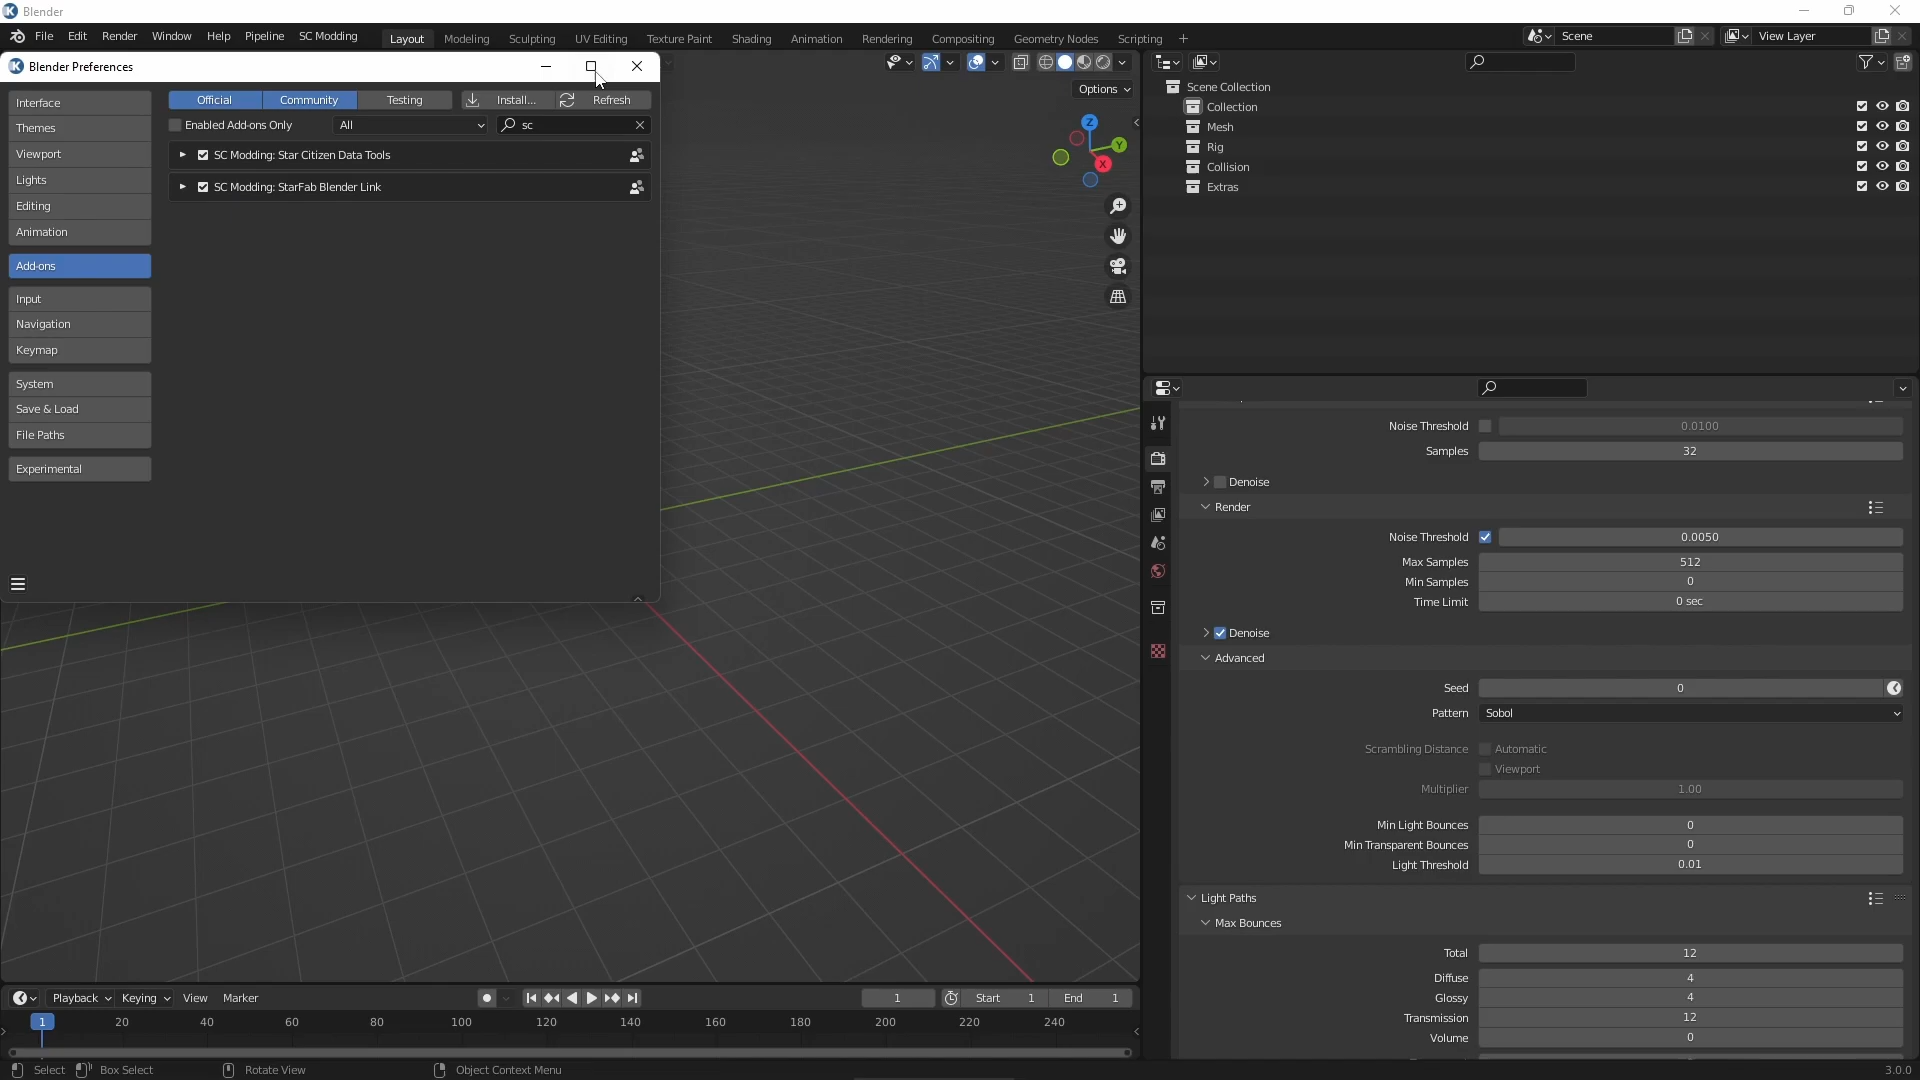 Blender
File Edit Render Window Help Pipeline SC Modding Layout Modeling Sculpting UV Editing Texture Paint Shading Animation Rendering Compositing Geometry Nodes Scripting + Scene View Layer
Blender Preferences
Interface
Themes
Viewport
Lights
Editing
Animation
Add-ons
Input
Navigation
Keymap
System
Save & Load
File Paths
Experimental
Official Community Testing Install... Refresh
Enabled Add-ons Only All sc
SC Modding: Star Citizen Data Tools
SC Modding: StarFab Blender Link
Options
Z
Y
X
Scene Collection
Collection
Mesh
Rig
Collision
Extras
Noise Threshold 0.0100
Samples 32
Denoise
Render
Noise Threshold 0.0050
Max Samples 512
Min Samples 0
Time Limit 0 sec
Denoise
Advanced
Seed 0
Pattern Sobol
Scrambling Distance Automatic
Viewport
Multiplier 1.00
Min Light Bounces 0
Min Transparent Bounces 0
Light Threshold 0.01
Light Paths
Max Bounces
Total 12
Diffuse 4
Glossy 4
Transmission 12
Volume 0
Playback Keying View Marker 1 Start 1 End 1
1 20 40 60 80 100 120 140 160 180 200 220 240
Select Box Select Rotate View Object Context Menu 3.0.0